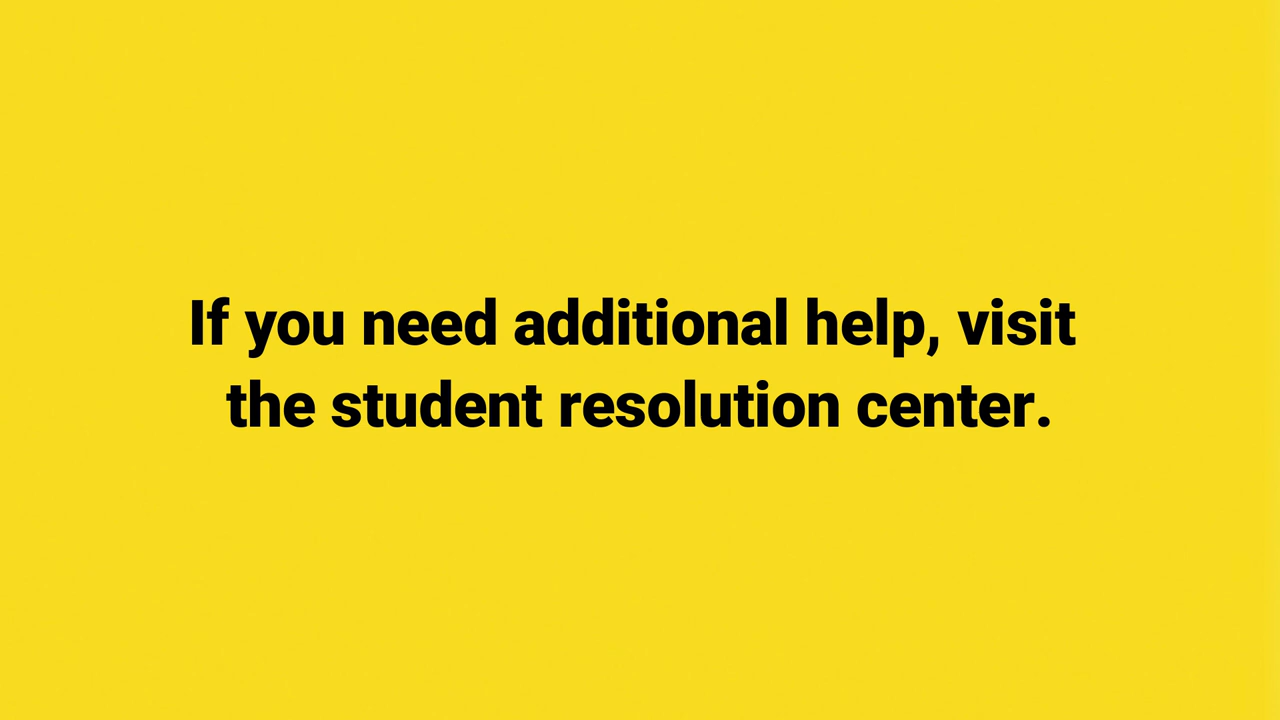 If you need additional help, visit
the student resolution center.